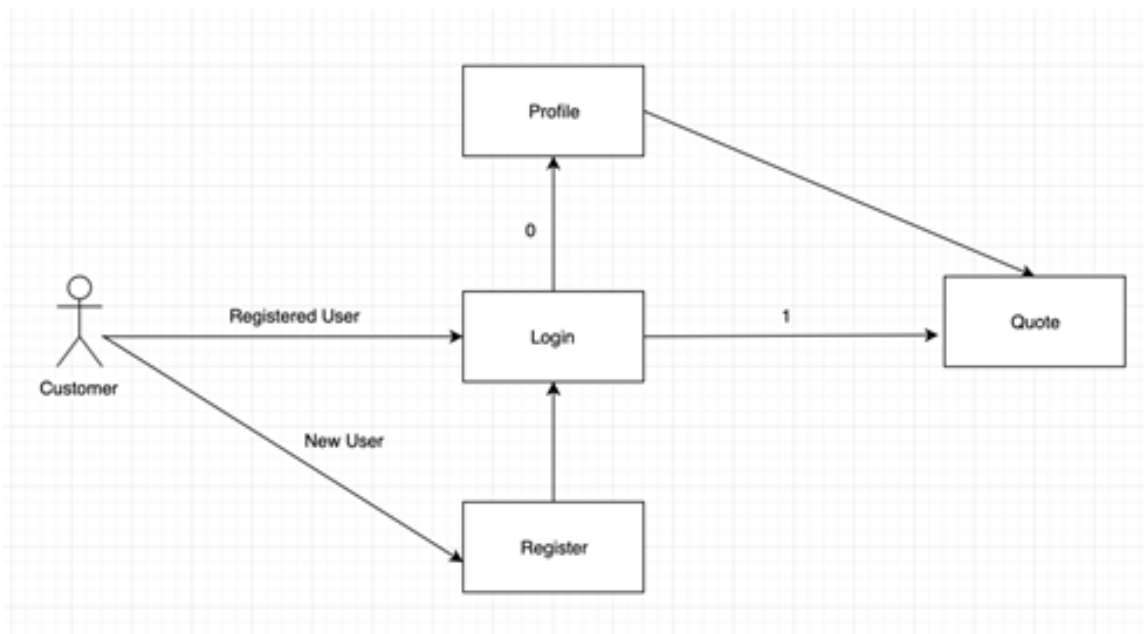 Profile
0
Registered User
1
Login
Quote
Customer
New User
Register